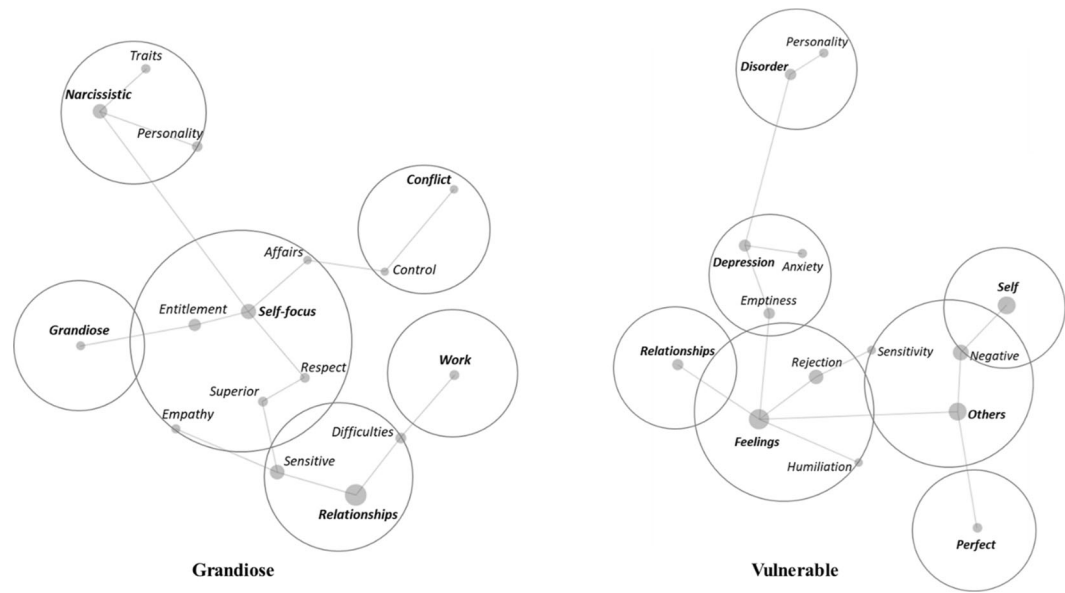 Traits
Narcissistic
Personality
Conflict
Affairs
Control
Entitlement
Self-focus
Grandiose
Work
Respect
Superior
Empathy
Difficulties
Sensitive
Relationships
Grandiose
Personality
Disorder
Depression
Anxiety
Self
Emptiness
Relationships
Rejection
Sensitivity
Negative
Others
Feelings
Humiliation
Perfect
Vulnerable